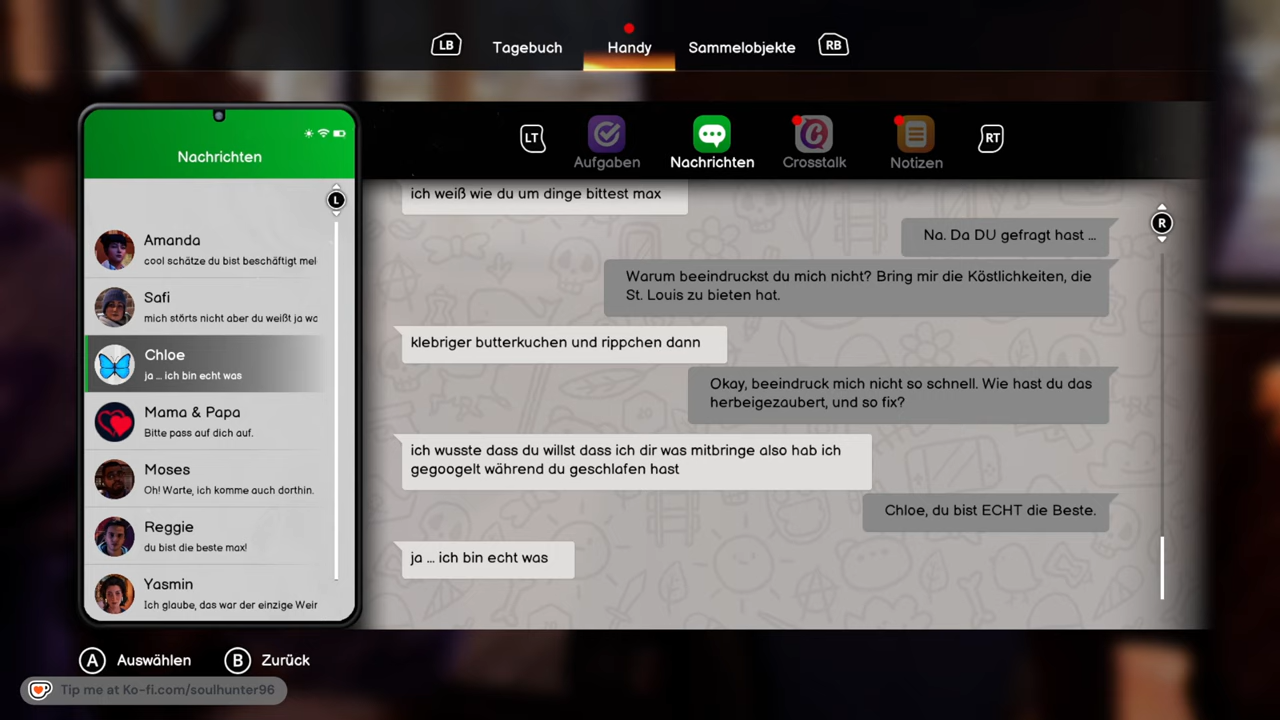 LB Tagebuch Handy Sammelobjekte RB
Nachrichten
L
Amanda
cool schätze du bist beschäftigt mel
Safi
mich störts nicht aber du weißt ja wo
Chloe
ja ... ich bin echt was
Mama & Papa
Bitte pass auf dich auf.
Moses
Oh! Warte, ich komme auch dorthin.
Reggie
du bist die beste max!
Yasmin
Ich glaube, das war der einzige Weir
LT Aufgaben Nachrichten Crosstalk Notizen RT
R
ich weiß wie du um dinge bittest max
Na. Da DU gefragt hast ...
Warum beeindruckst du mich nicht? Bring mir die Köstlichkeiten, die
St. Louis zu bieten hat.
klebriger butterkuchen und rippchen dann
Okay, beeindruck mich nicht so schnell. Wie hast du das
herbeigezaubert, und so fix?
ich wusste dass du willst dass ich dir was mitbringe also hab ich
gegoogelt während du geschlafen hast
Chloe, du bist ECHT die Beste.
ja ... ich bin echt was
A Auswählen B Zurück
Tip me at Ko-fi.com/soulhunter96